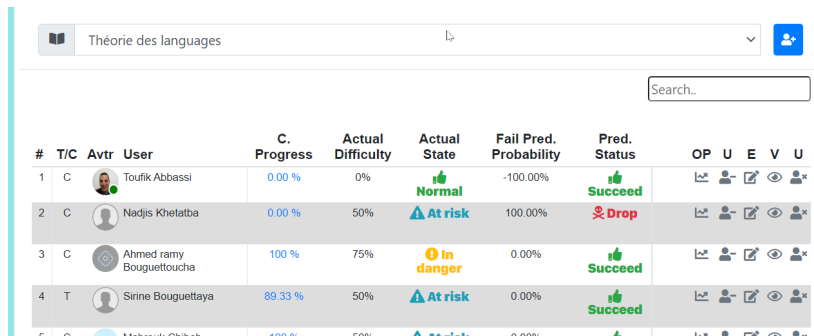 Théorie des languages
Search..
# T/C Avtr User C. Progress Actual Difficulty Actual State Fail Pred. Probability Pred. Status OP U E V U
1 C Toufik Abbassi 0.00 % 0% Normal -100.00% Succeed
2 C Nadjis Khetatba 0.00 % 50% At risk 100.00% Drop
3 C Ahmed ramy Bouguettoucha 100 % 75% In danger 0.00% Succeed
4 T Sirine Bouguettaya 89.33 % 50% At risk 0.00% Succeed